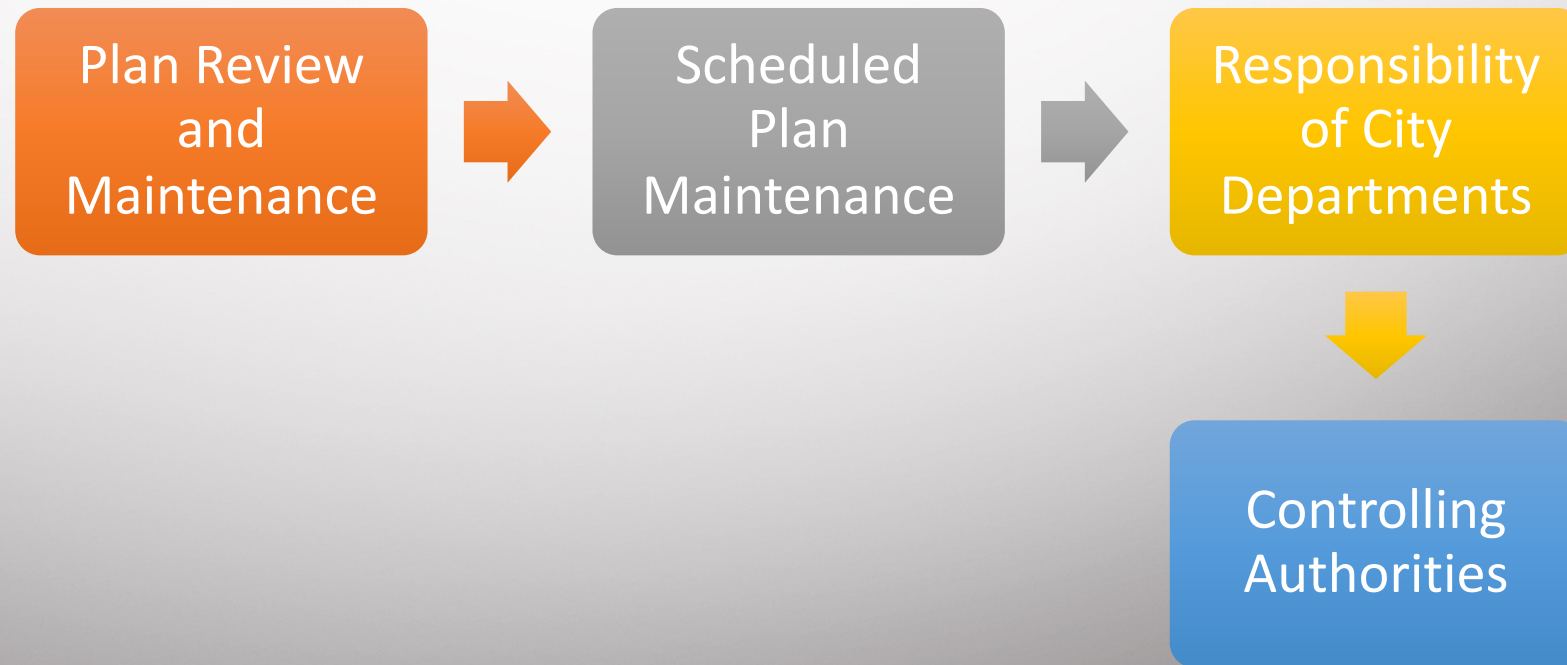 Plan Review
and
Maintenance
Scheduled
Plan
Maintenance
Responsibility
of City
Departments
Controlling
Authorities